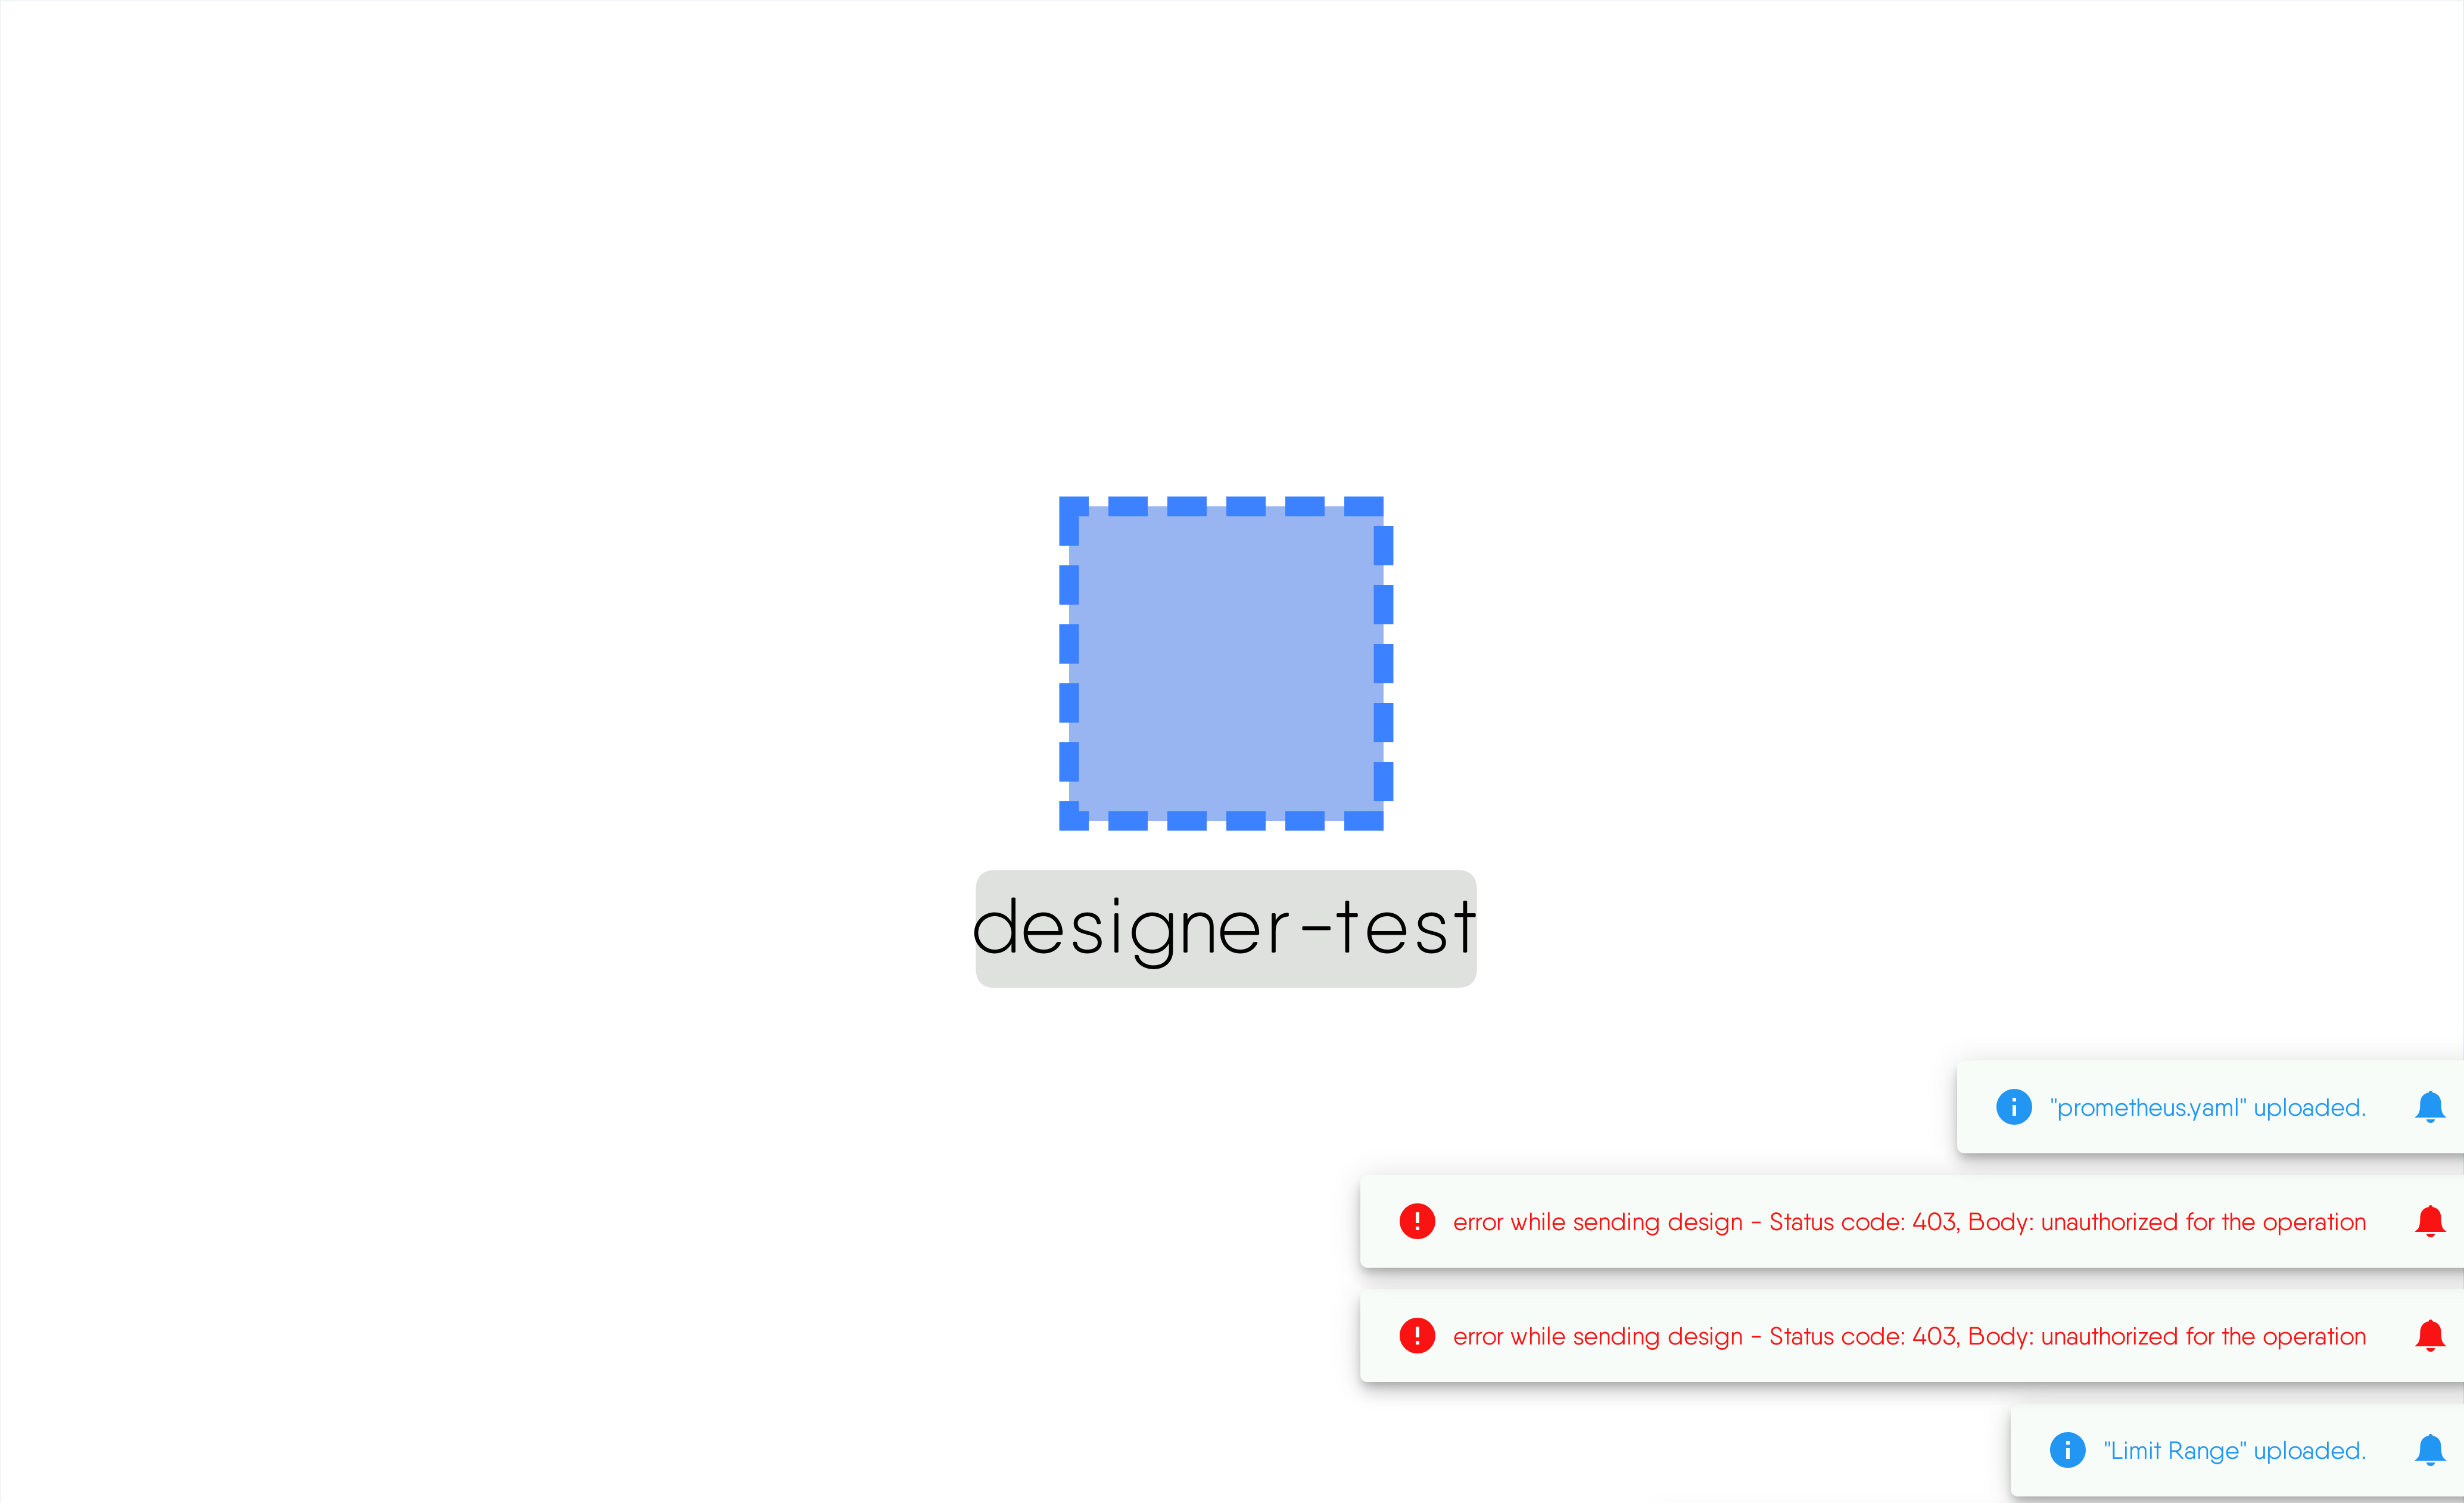 designer-test
"prometheus.yaml" uploaded.
error while sending design - Status code: 403, Body: unauthorized for the operation
error while sending design - Status code: 403, Body: unauthorized for the operation
"Limit Range" uploaded.